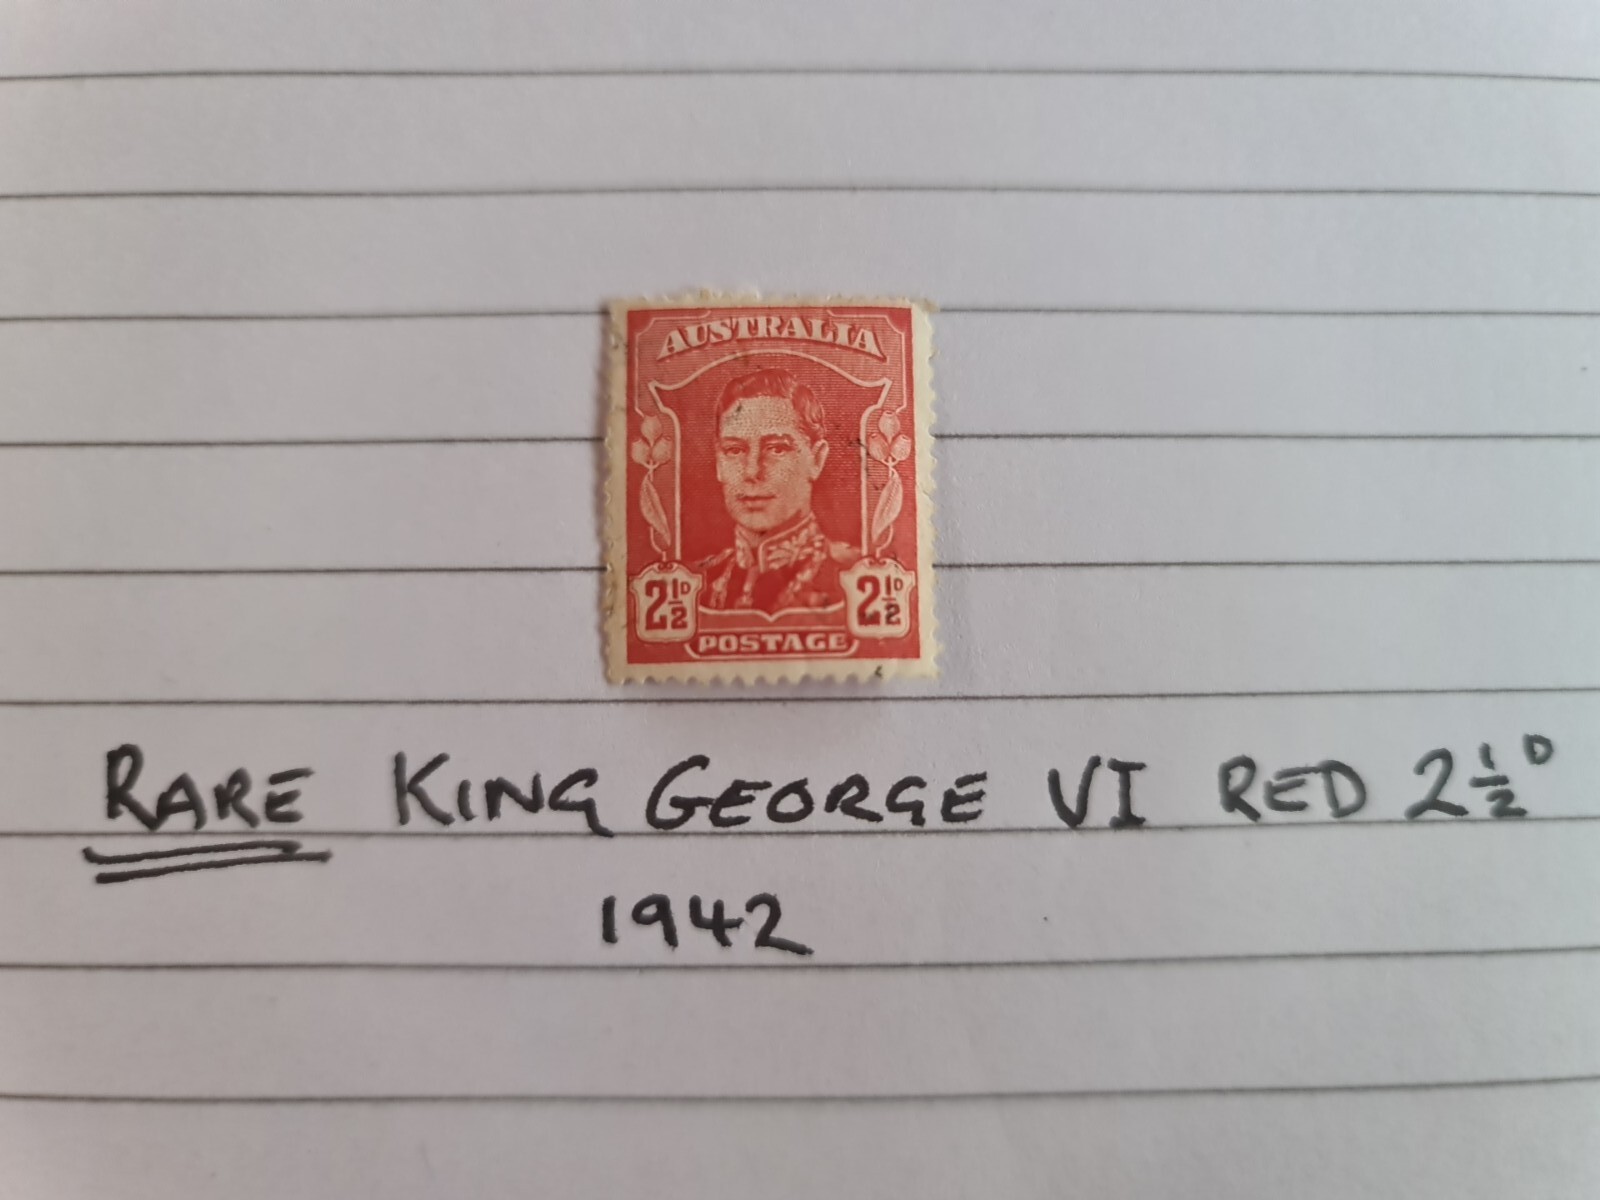 AUSTRALIA
2½D 2½D
POSTAGE
RARE KING GEORGE VI RED 2½D
1942